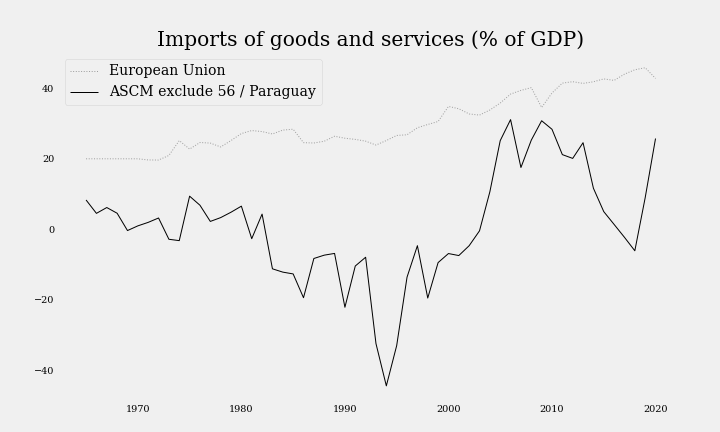 Imports of goods and services (% of GDP)
European Union
ASCM exclude 56 / Paraguay
40
20
0
−20
−40
1970 1980 1990 2000 2010 2020